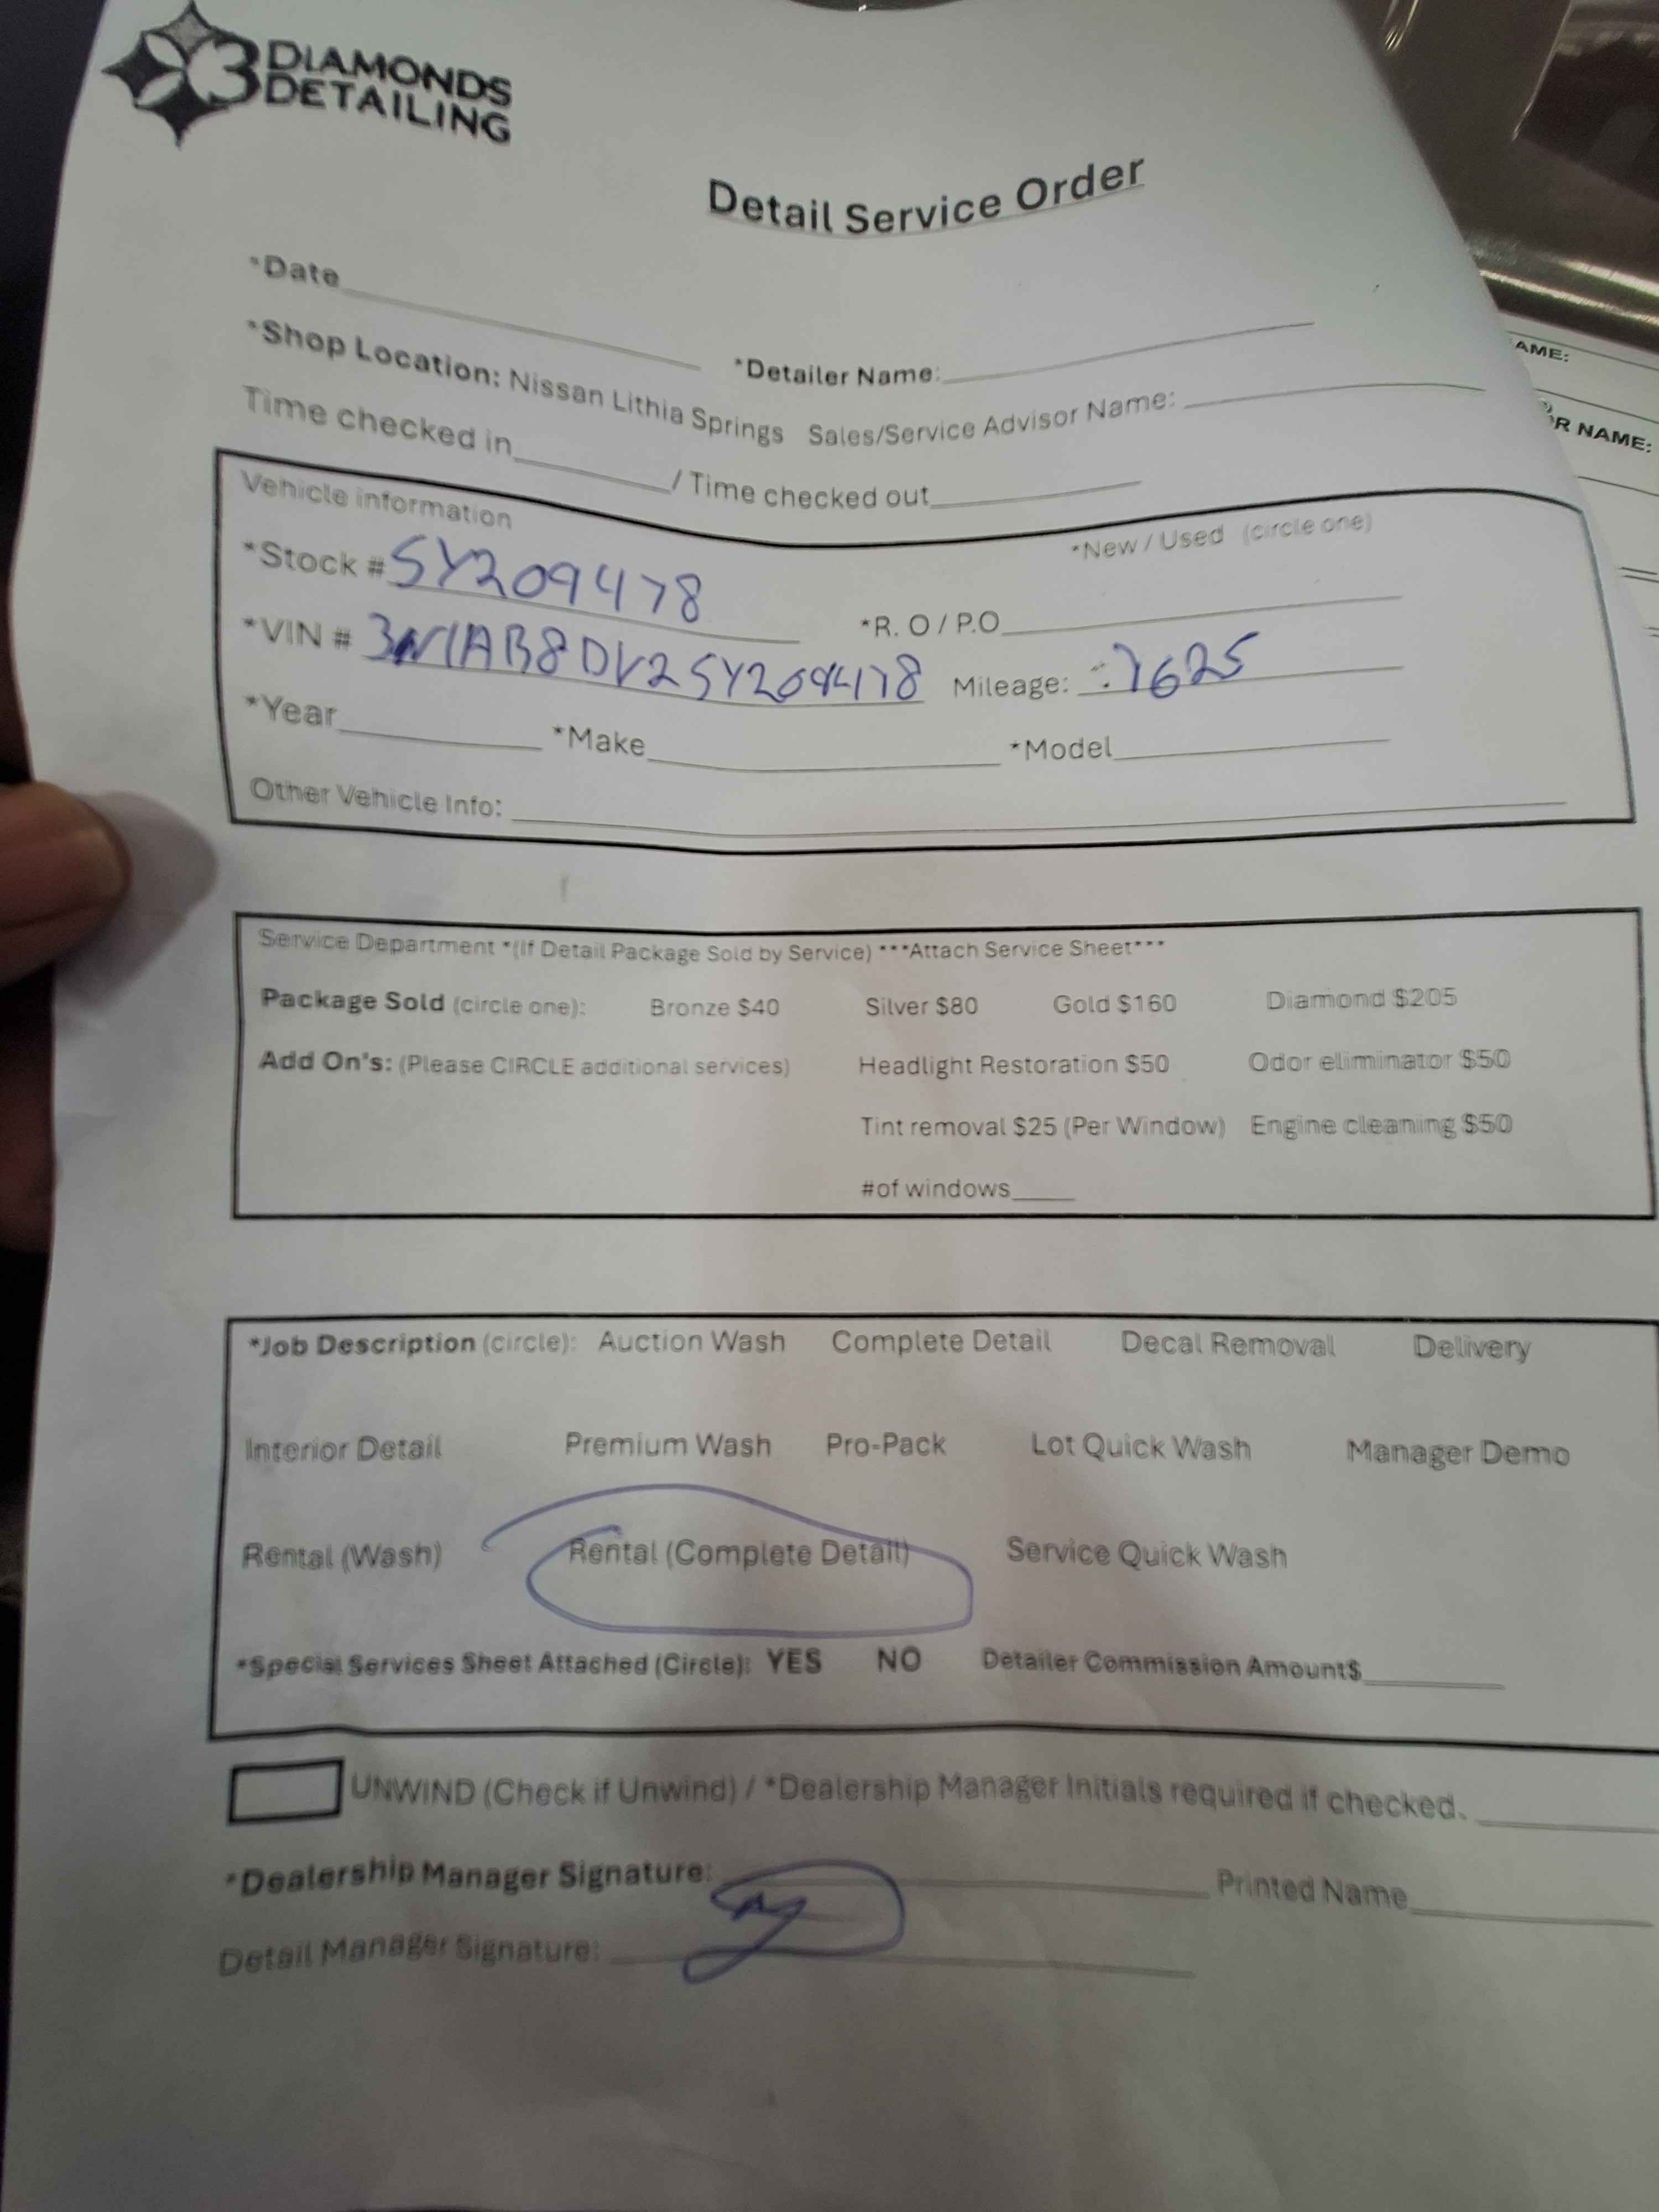 3 DIAMONDS
DETAILING
Detail Service Order
*Date
*Detailer Name:
*Shop Location: Nissan Lithia Springs Sales/Service Advisor Name:
Time checked in / Time checked out
Vehicle information
*New / Used (circle one)
*Stock # SY209478
*R. O / P.O
*VIN # 3N1AB8DV2SY209478 Mileage: 7625
*Year *Make *Model
Other Vehicle Info:
Service Department *(If Detail Package Sold by Service) ***Attach Service Sheet***
Package Sold (circle one): Bronze $40 Silver $80 Gold $160 Diamond $205
Add On's: (Please CIRCLE additional services) Headlight Restoration $50 Odor eliminator $50
Tint removal $25 (Per Window) Engine cleaning $50
#of windows
*Job Description (circle): Auction Wash Complete Detail Decal Removal Delivery
Interior Detail Premium Wash Pro-Pack Lot Quick Wash Manager Demo
Rental (Wash) Rental (Complete Detail) Service Quick Wash
*Special Services Sheet Attached (Circle): YES NO Detailer Commission Amount$
UNWIND (Check if Unwind) / *Dealership Manager Initials required if checked.
*Dealership Manager Signature: Printed Name
Detail Manager Signature:
AME:
R NAME: